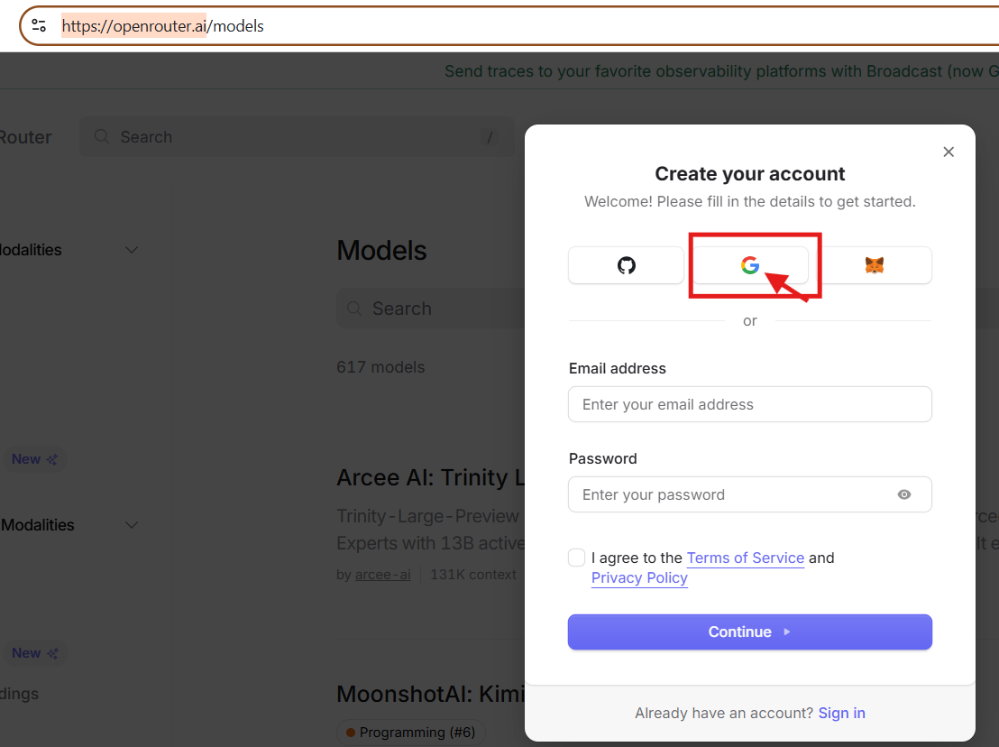 https://openrouter.ai/models
Send traces to your favorite observability platforms with Broadcast (now
Router
Search
/
Create your account
Welcome! Please fill in the details to get started.
or
Email address
Enter your email address
Password
Enter your password
I agree to the Terms of Service and
Privacy Policy
Continue
Already have an account? Sign in
Modalities
New
Modalities
New
dings
Models
Search
617 models
Arcee AI: Trinity L
Trinity-Large-Preview
Experts with 13B active
by arcee-ai
131K context
MoonshotAI: Kimi
Programming (#6)